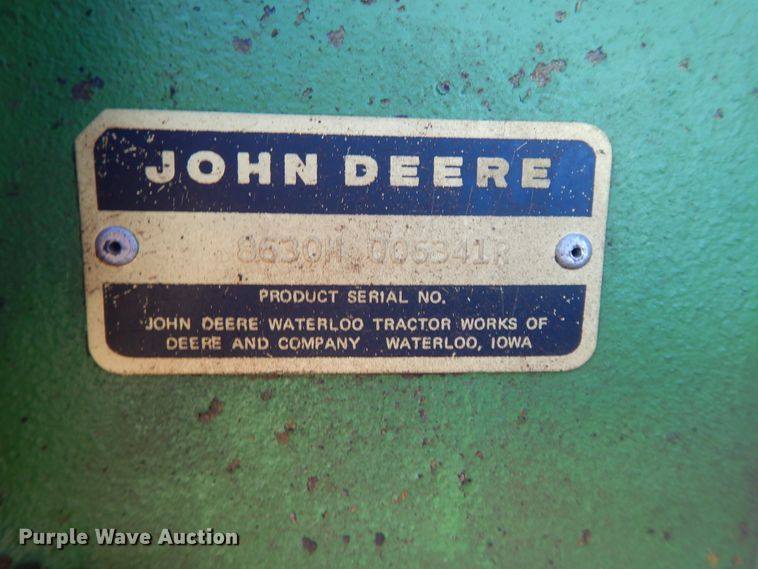 JOHN DEERE
8630H 006341R
PRODUCT SERIAL NO.
JOHN DEERE WATERLOO TRACTOR WORKS OF
DEERE AND COMPANY WATERLOO, IOWA
Purple Wave Auction